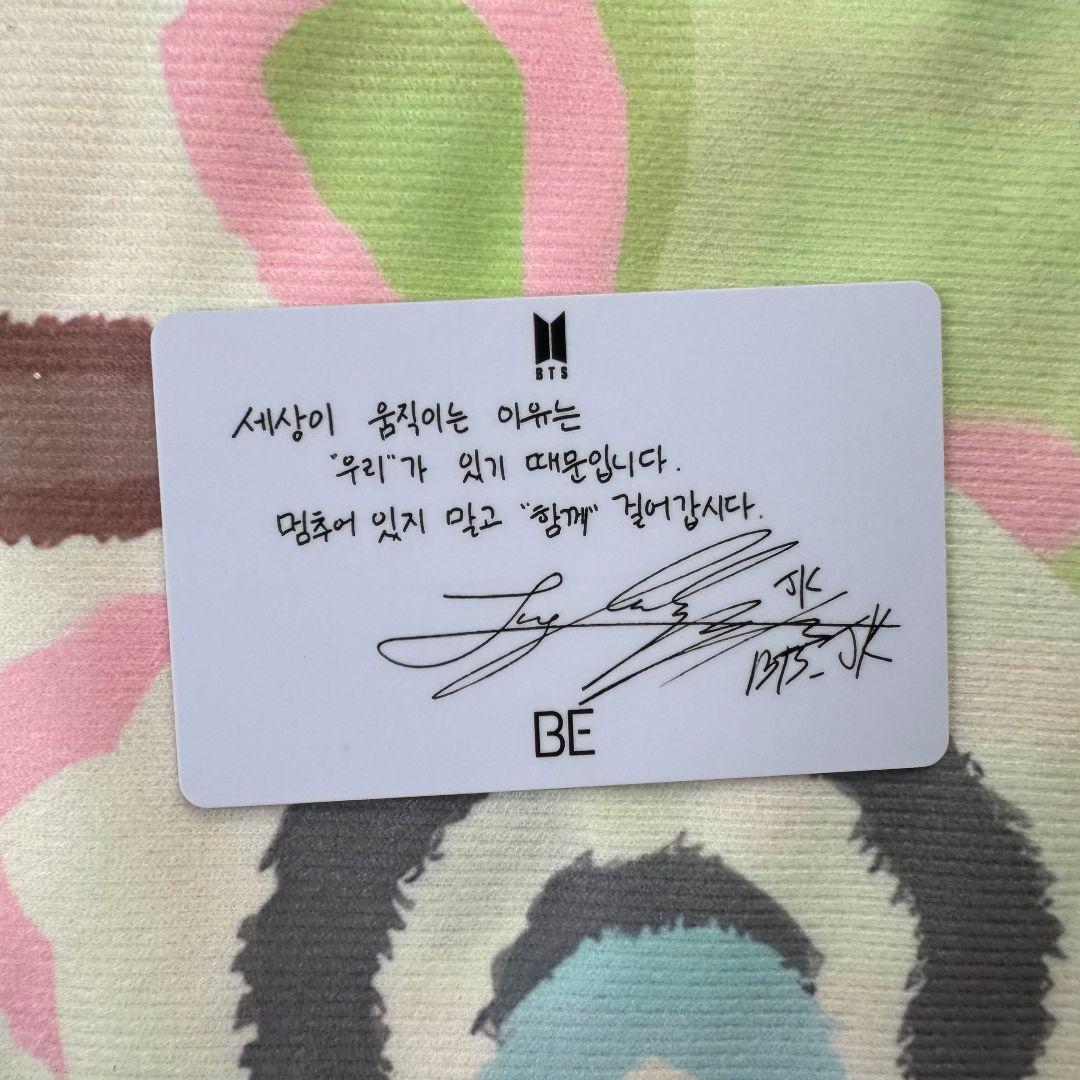 BTS
세상이 움직이는 이유는
"우리"가 있기 때문입니다.
멈추어 있지 말고 "함께" 걸어갑시다.
JK
BTS_JK
BE